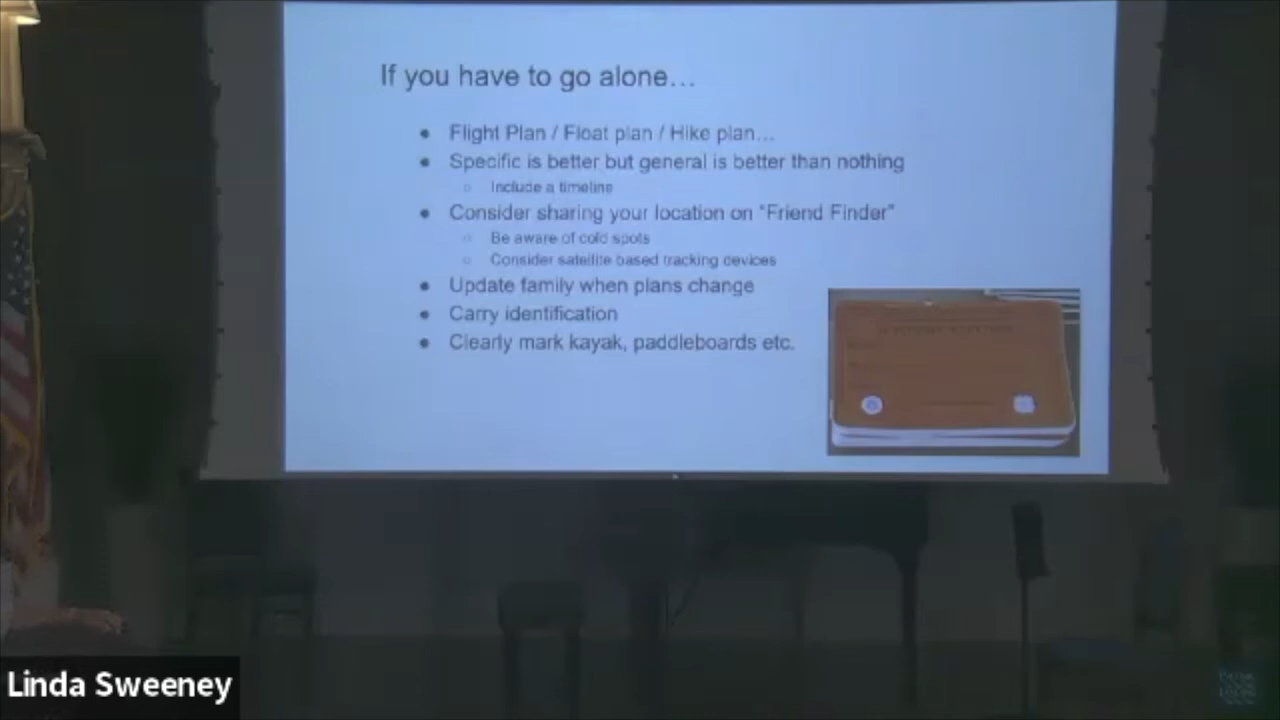 If you have to go alone…
Flight Plan / Float plan / Hike plan…
Specific is better but general is better than nothing
Include a timeline
Consider sharing your location on "Friend Finder"
Be aware of cold spots
Consider satellite based tracking devices
Update family when plans change
Carry identification
Clearly mark kayak, paddleboards etc.
Linda Sweeney